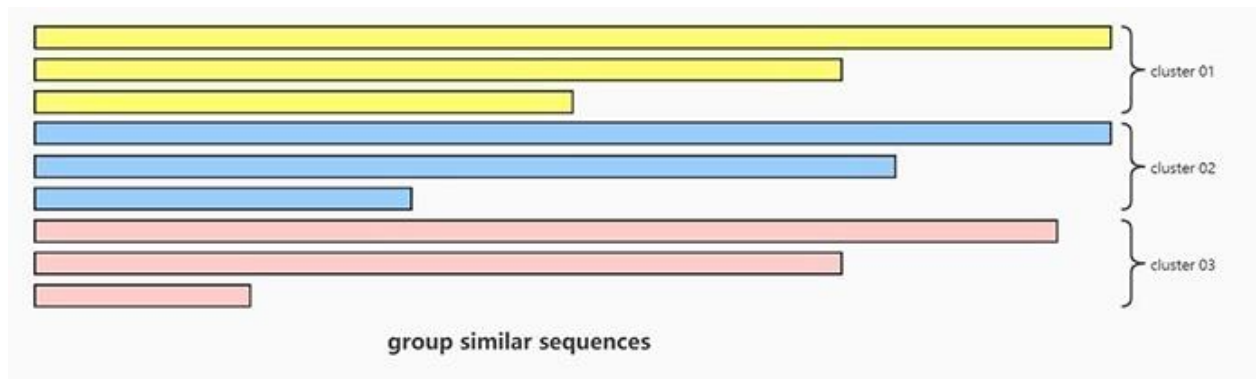 cluster 01
cluster 02
cluster 03
group similar sequences